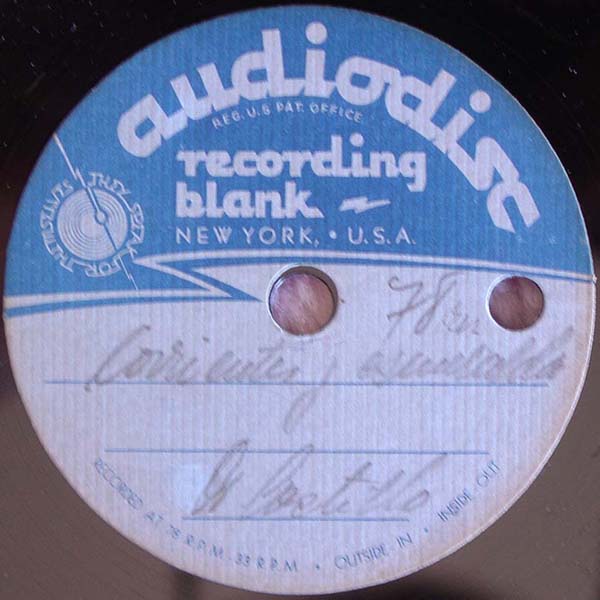 audiodisc
REG. U.S. PAT. OFFICE
recording
blank
NEW YORK, • U.S.A.
THEY SPEAK FOR THEMSELVES
78
Corrientes y esmeralda
Castillo
RECORDED AT 78 R.P.M. 33 R.P.M. • OUTSIDE IN • INSIDE OUT